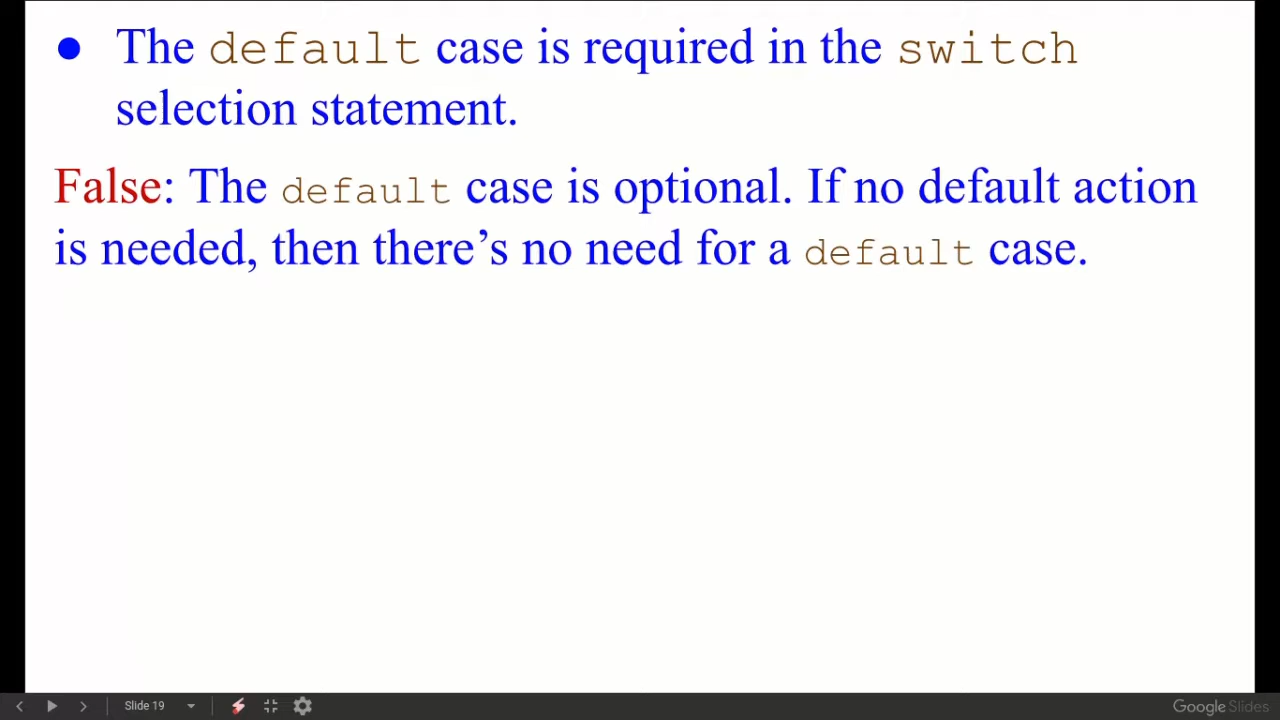 ● The default case is required in the switch
selection statement.
False: The default case is optional. If no default action
is needed, then there’s no need for a default case.
Slide 19
Google Slides